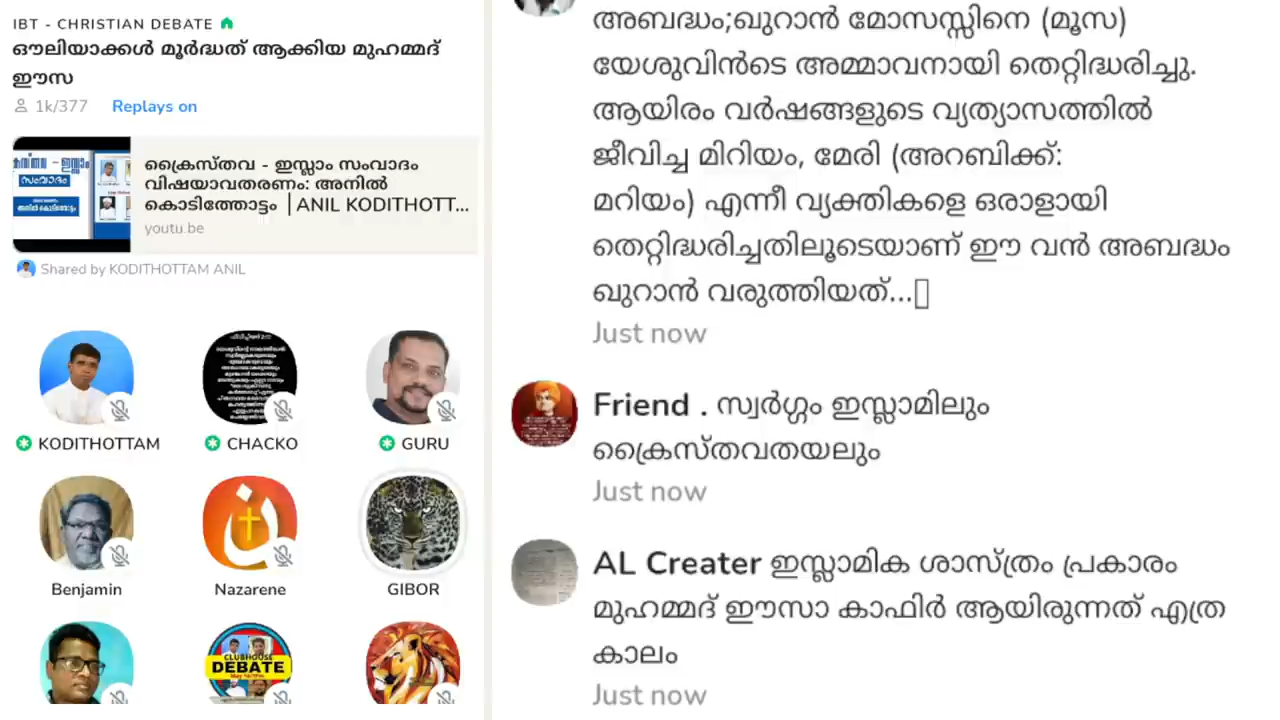 IBT - CHRISTIAN DEBATE
ഔലിയാക്കൾ മൂർദ്ധത് ആക്കിയ മുഹമ്മദ്
ഈസ
1k/377 Replays on
സംവാദം
ക്രൈസ്തവ - ഇസ്ലാം സംവാദം
വിഷയാവതരണം: അനിൽ
കൊടിത്തോട്ടം | ANIL KODITHOTT...
youtu.be
Shared by KODITHOTTAM ANIL
KODITHOTTAM CHACKO GURU
Benjamin Nazarene GIBOR
CLUBHOUSE
DEBATE
അബദ്ധം;ഖുറാൻ മോസസ്സിനെ (മൂസ)
യേശുവിൻടെ അമ്മാവനായി തെറ്റിദ്ധരിച്ചു.
ആയിരം വർഷങ്ങളുടെ വ്യത്യാസത്തിൽ
ജീവിച്ച മിറിയം, മേരി (അറബിക്ക്:
മറിയം) എന്നീ വ്യക്തികളെ ഒരാളായി
തെറ്റിദ്ധരിച്ചതിലൂടെയാണ് ഈ വൻ അബദ്ധം
ഖുറാൻ വരുത്തിയത്...
Just now
Friend . സ്വർഗ്ഗം ഇസ്ലാമിലും
ക്രൈസ്തവതയലും
Just now
AL Creater ഇസ്ലാമിക ശാസ്ത്രം പ്രകാരം
മുഹമ്മദ് ഈസാ കാഫിർ ആയിരുന്നത് എത്ര
കാലം
Just now